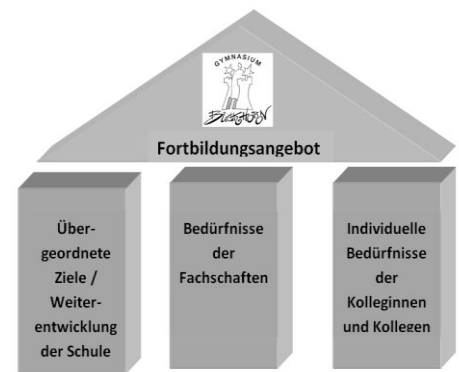 GYMNASIUM
Fortbildungsangebot
Über-
geordnete
Ziele /
Weiter-
entwicklung
der Schule
Bedürfnisse
der
Fachschaften
Individuelle
Bedürfnisse
der
Kolleginnen
und Kollegen